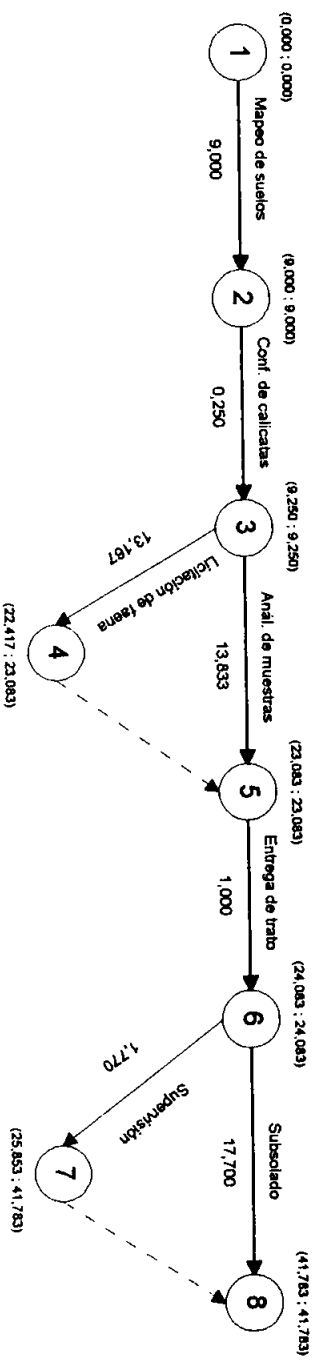 (0,000 ; 0,000)
1
Mapeo de suelos
9,000
(9,000 ; 9,000)
2
Conf. de calicatas
0,250
(9,250 ; 9,250)
3
Anál. de muestras
13,833
Licitación de faena
13,167
4
(22,417 ; 23,083)
(23,083 ; 23,083)
5
Entrega de trato
1,000
(24,083 ; 24,083)
6
Subsolado
17,700
Supervisión
1,770
7
(25,853 ; 41,783)
(41,783 ; 41,783)
8